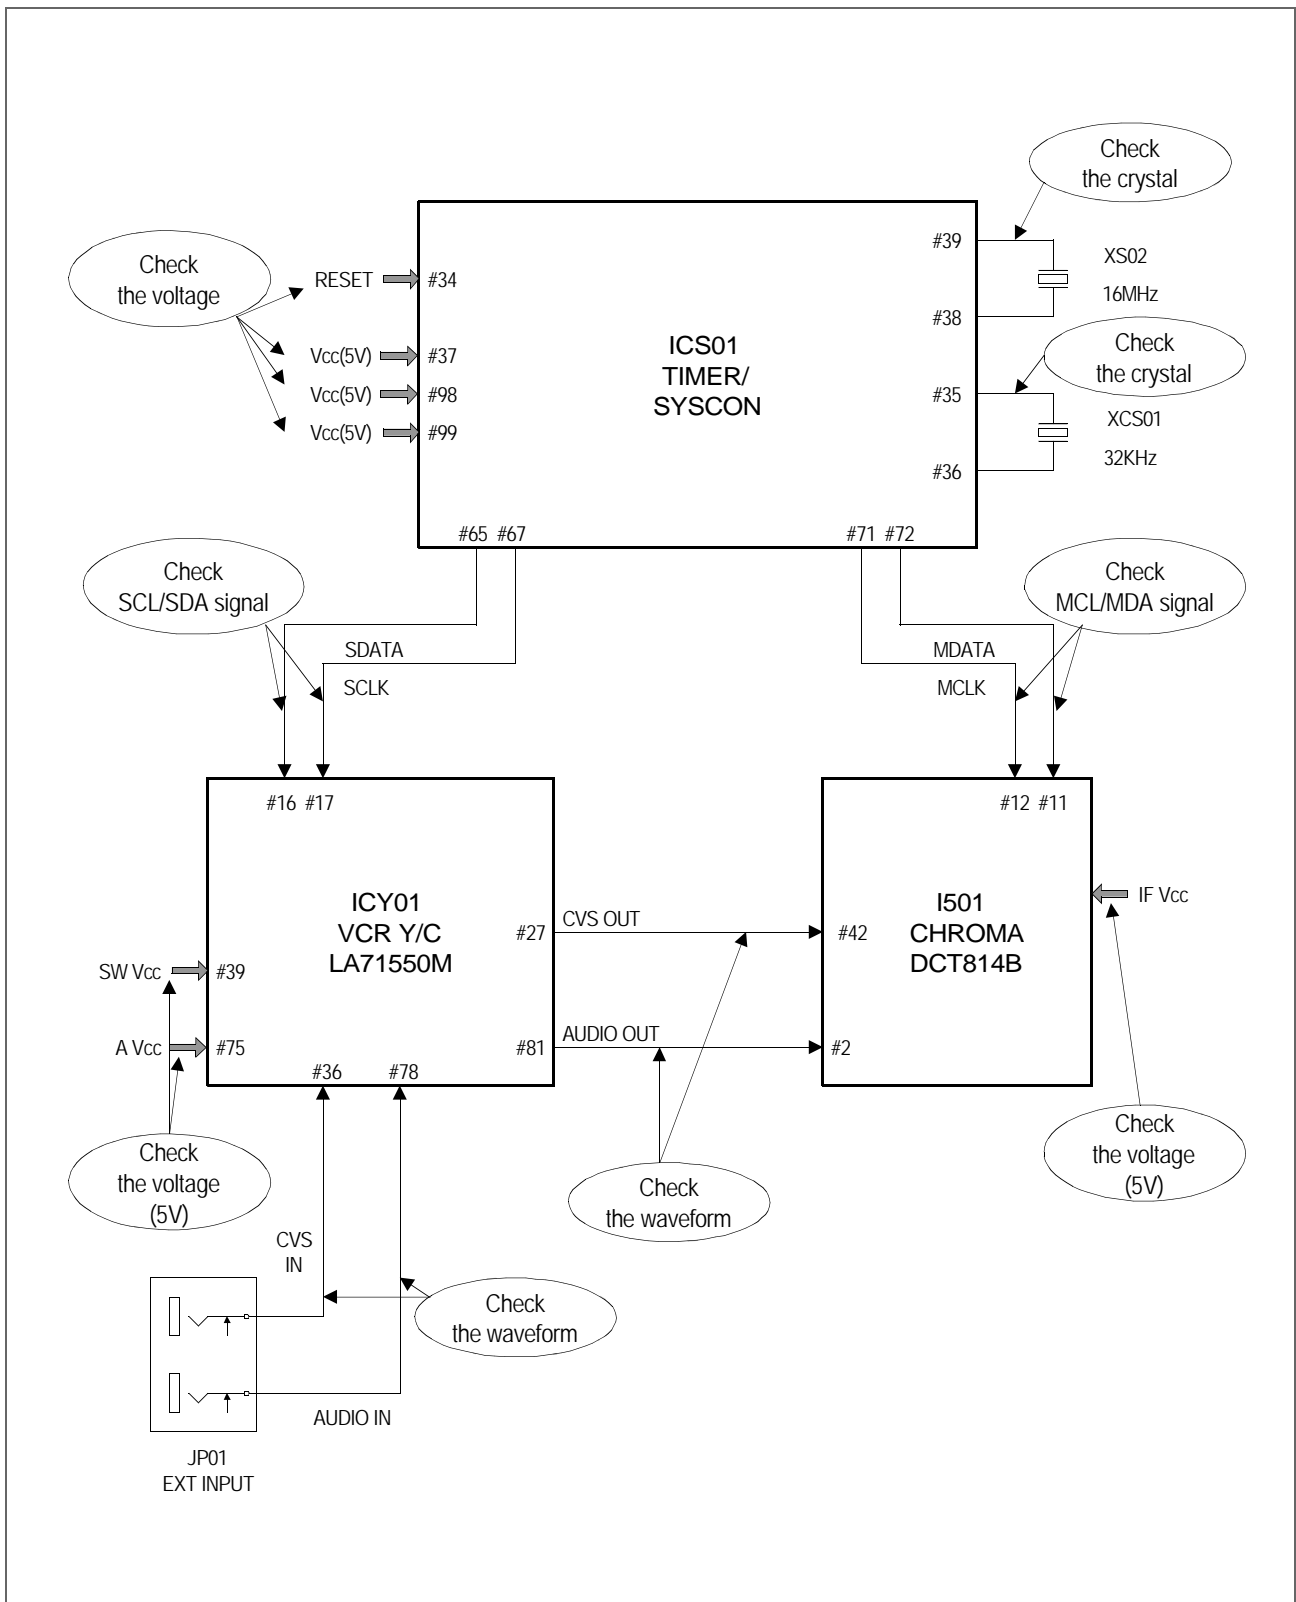 Check
the crystal
Check
the voltage
RESET
#34
Vcc(5V)
#37
Vcc(5V)
#98
Vcc(5V)
#99
ICS01
TIMER/
SYSCON
#39
#38
XS02
16MHz
Check
the crystal
#35
#36
XCS01
32KHz
#65 #67
#71 #72
Check
SCL/SDA signal
Check
MCL/MDA signal
SDATA
SCLK
MDATA
MCLK
#16 #17
#12 #11
ICY01
VCR Y/C
LA71550M
#27
CVS OUT
#42
I501
CHROMA
DCT814B
IF Vcc
SW Vcc
#39
A Vcc
#75
#81
AUDIO OUT
#2
#36
#78
Check
the voltage
(5V)
Check
the waveform
Check
the voltage
(5V)
CVS
IN
Check
the waveform
AUDIO IN
JP01
EXT INPUT